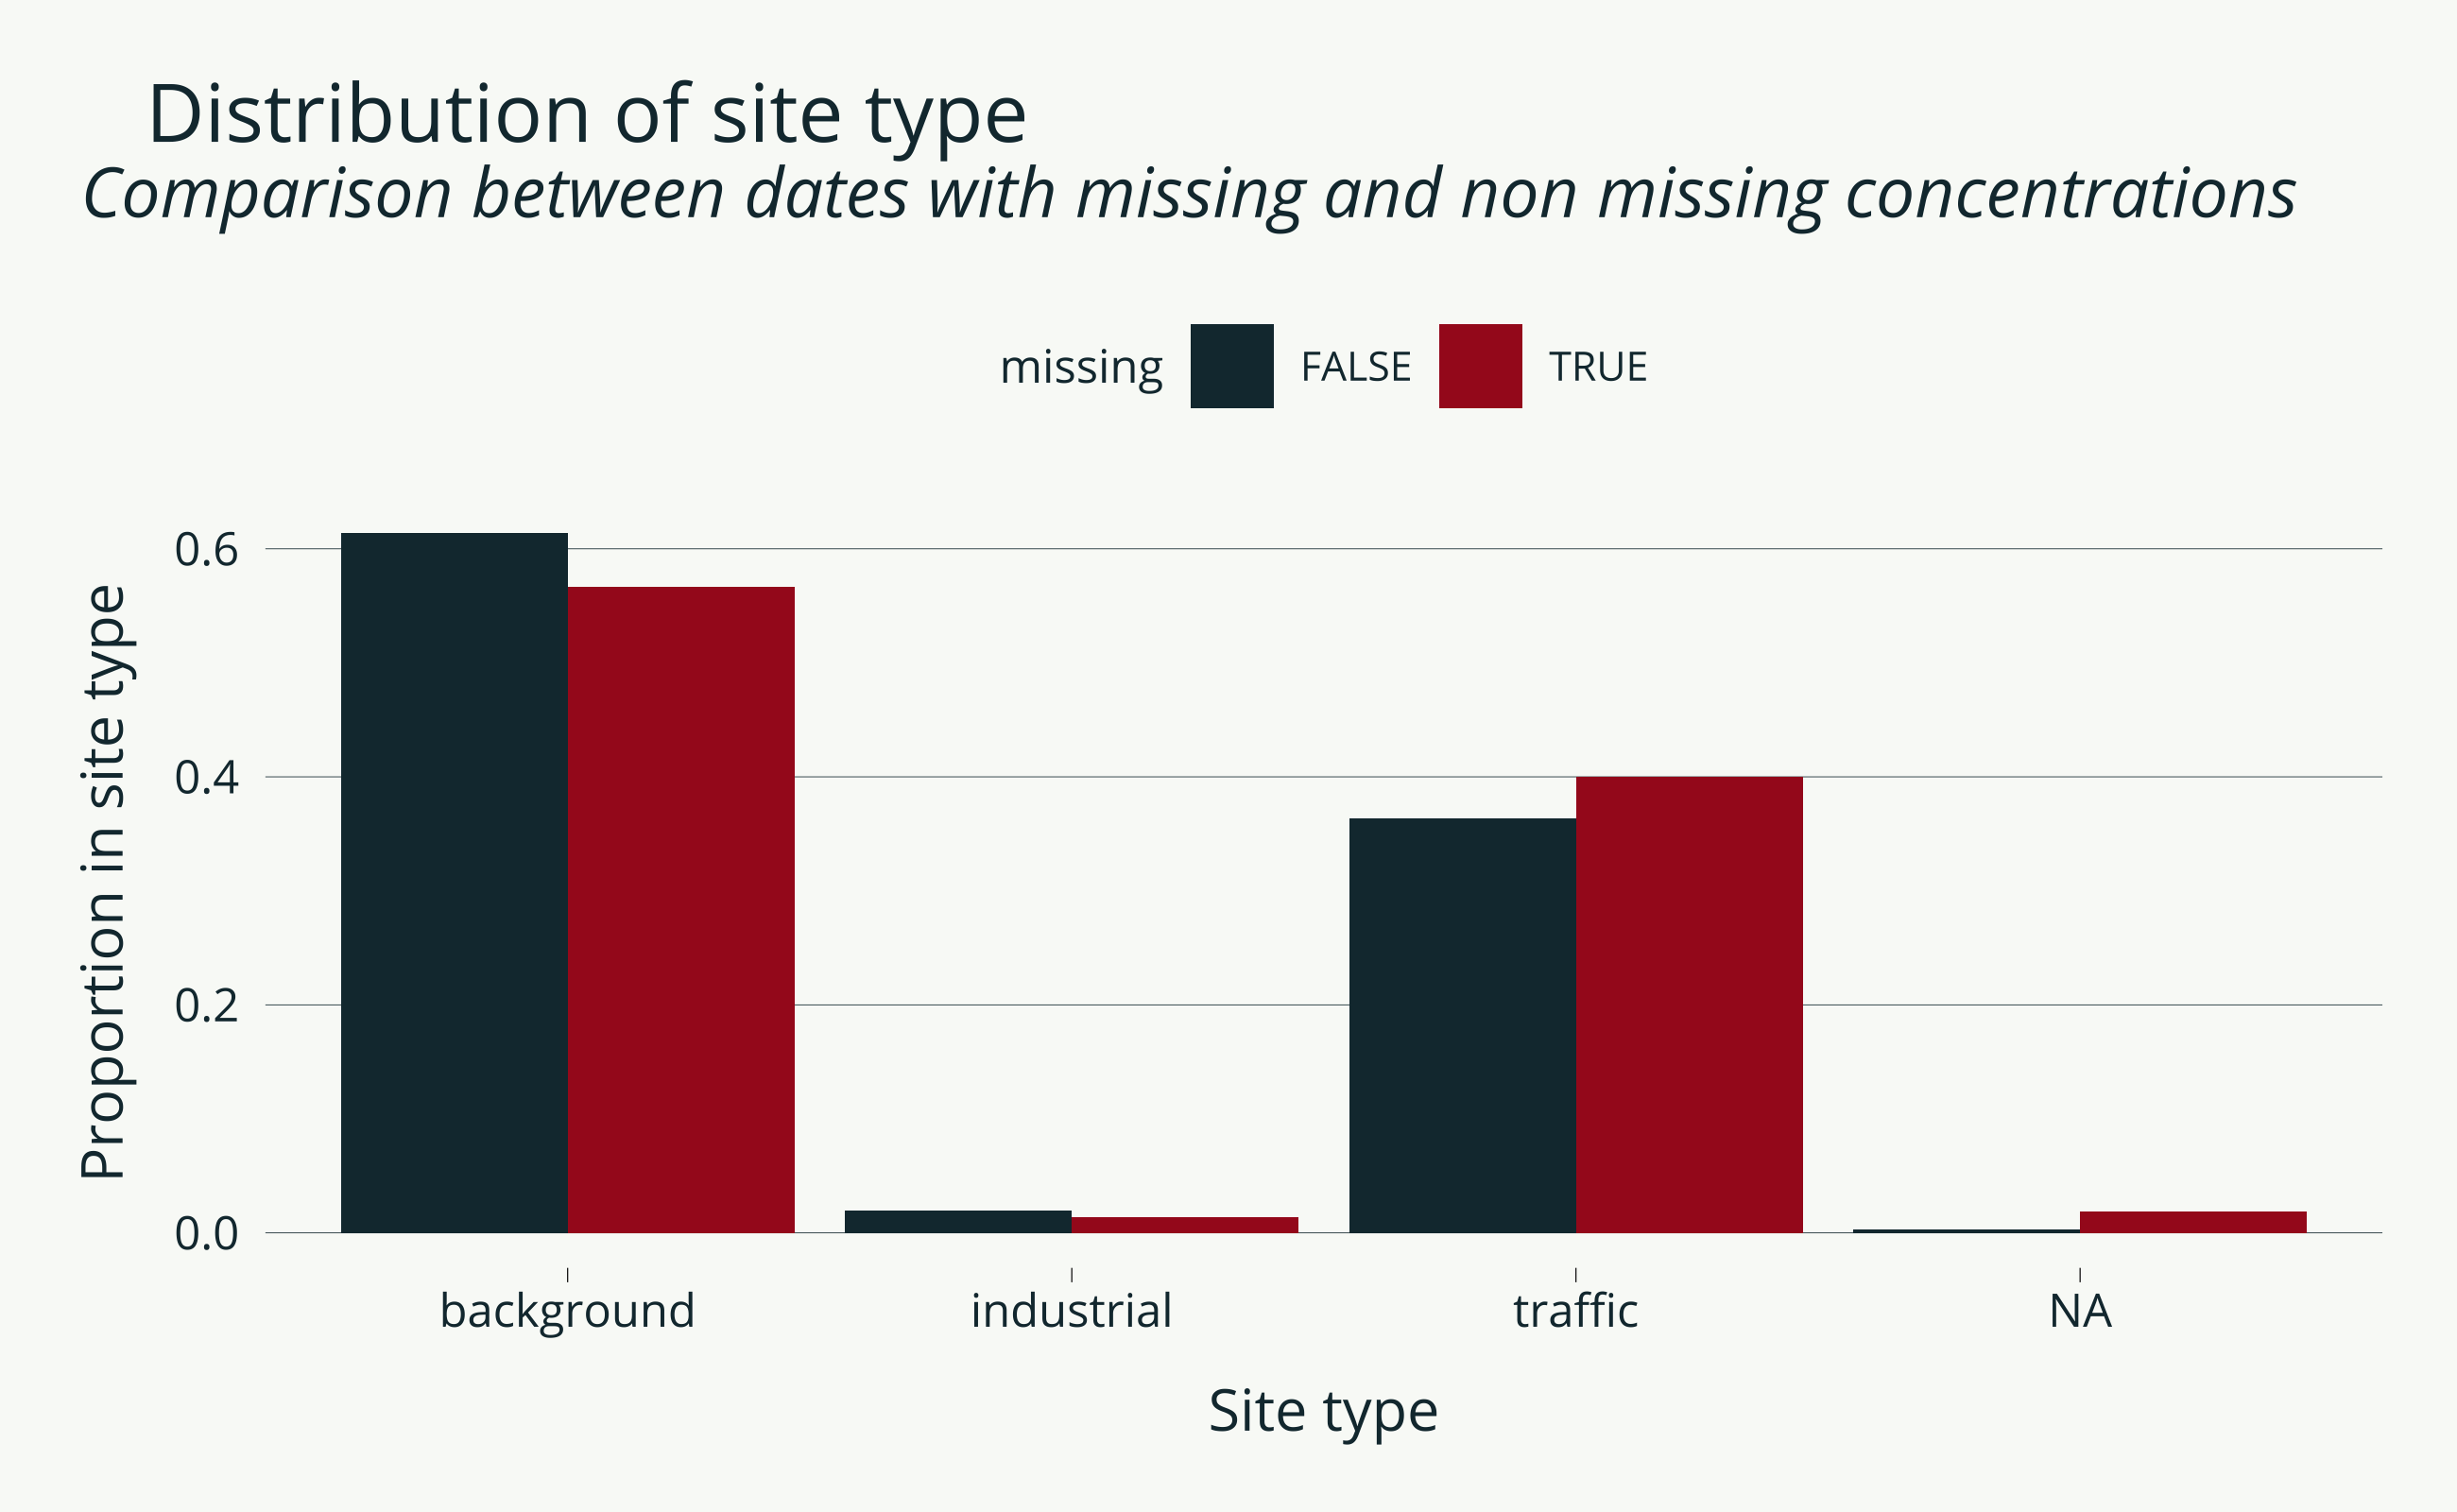 Distribution of site type
Comparison between dates with missing and non missing concentrations
missing FALSE TRUE
Proportion in site type
0.6
0.4
0.2
0.0
background industrial traffic NA
Site type